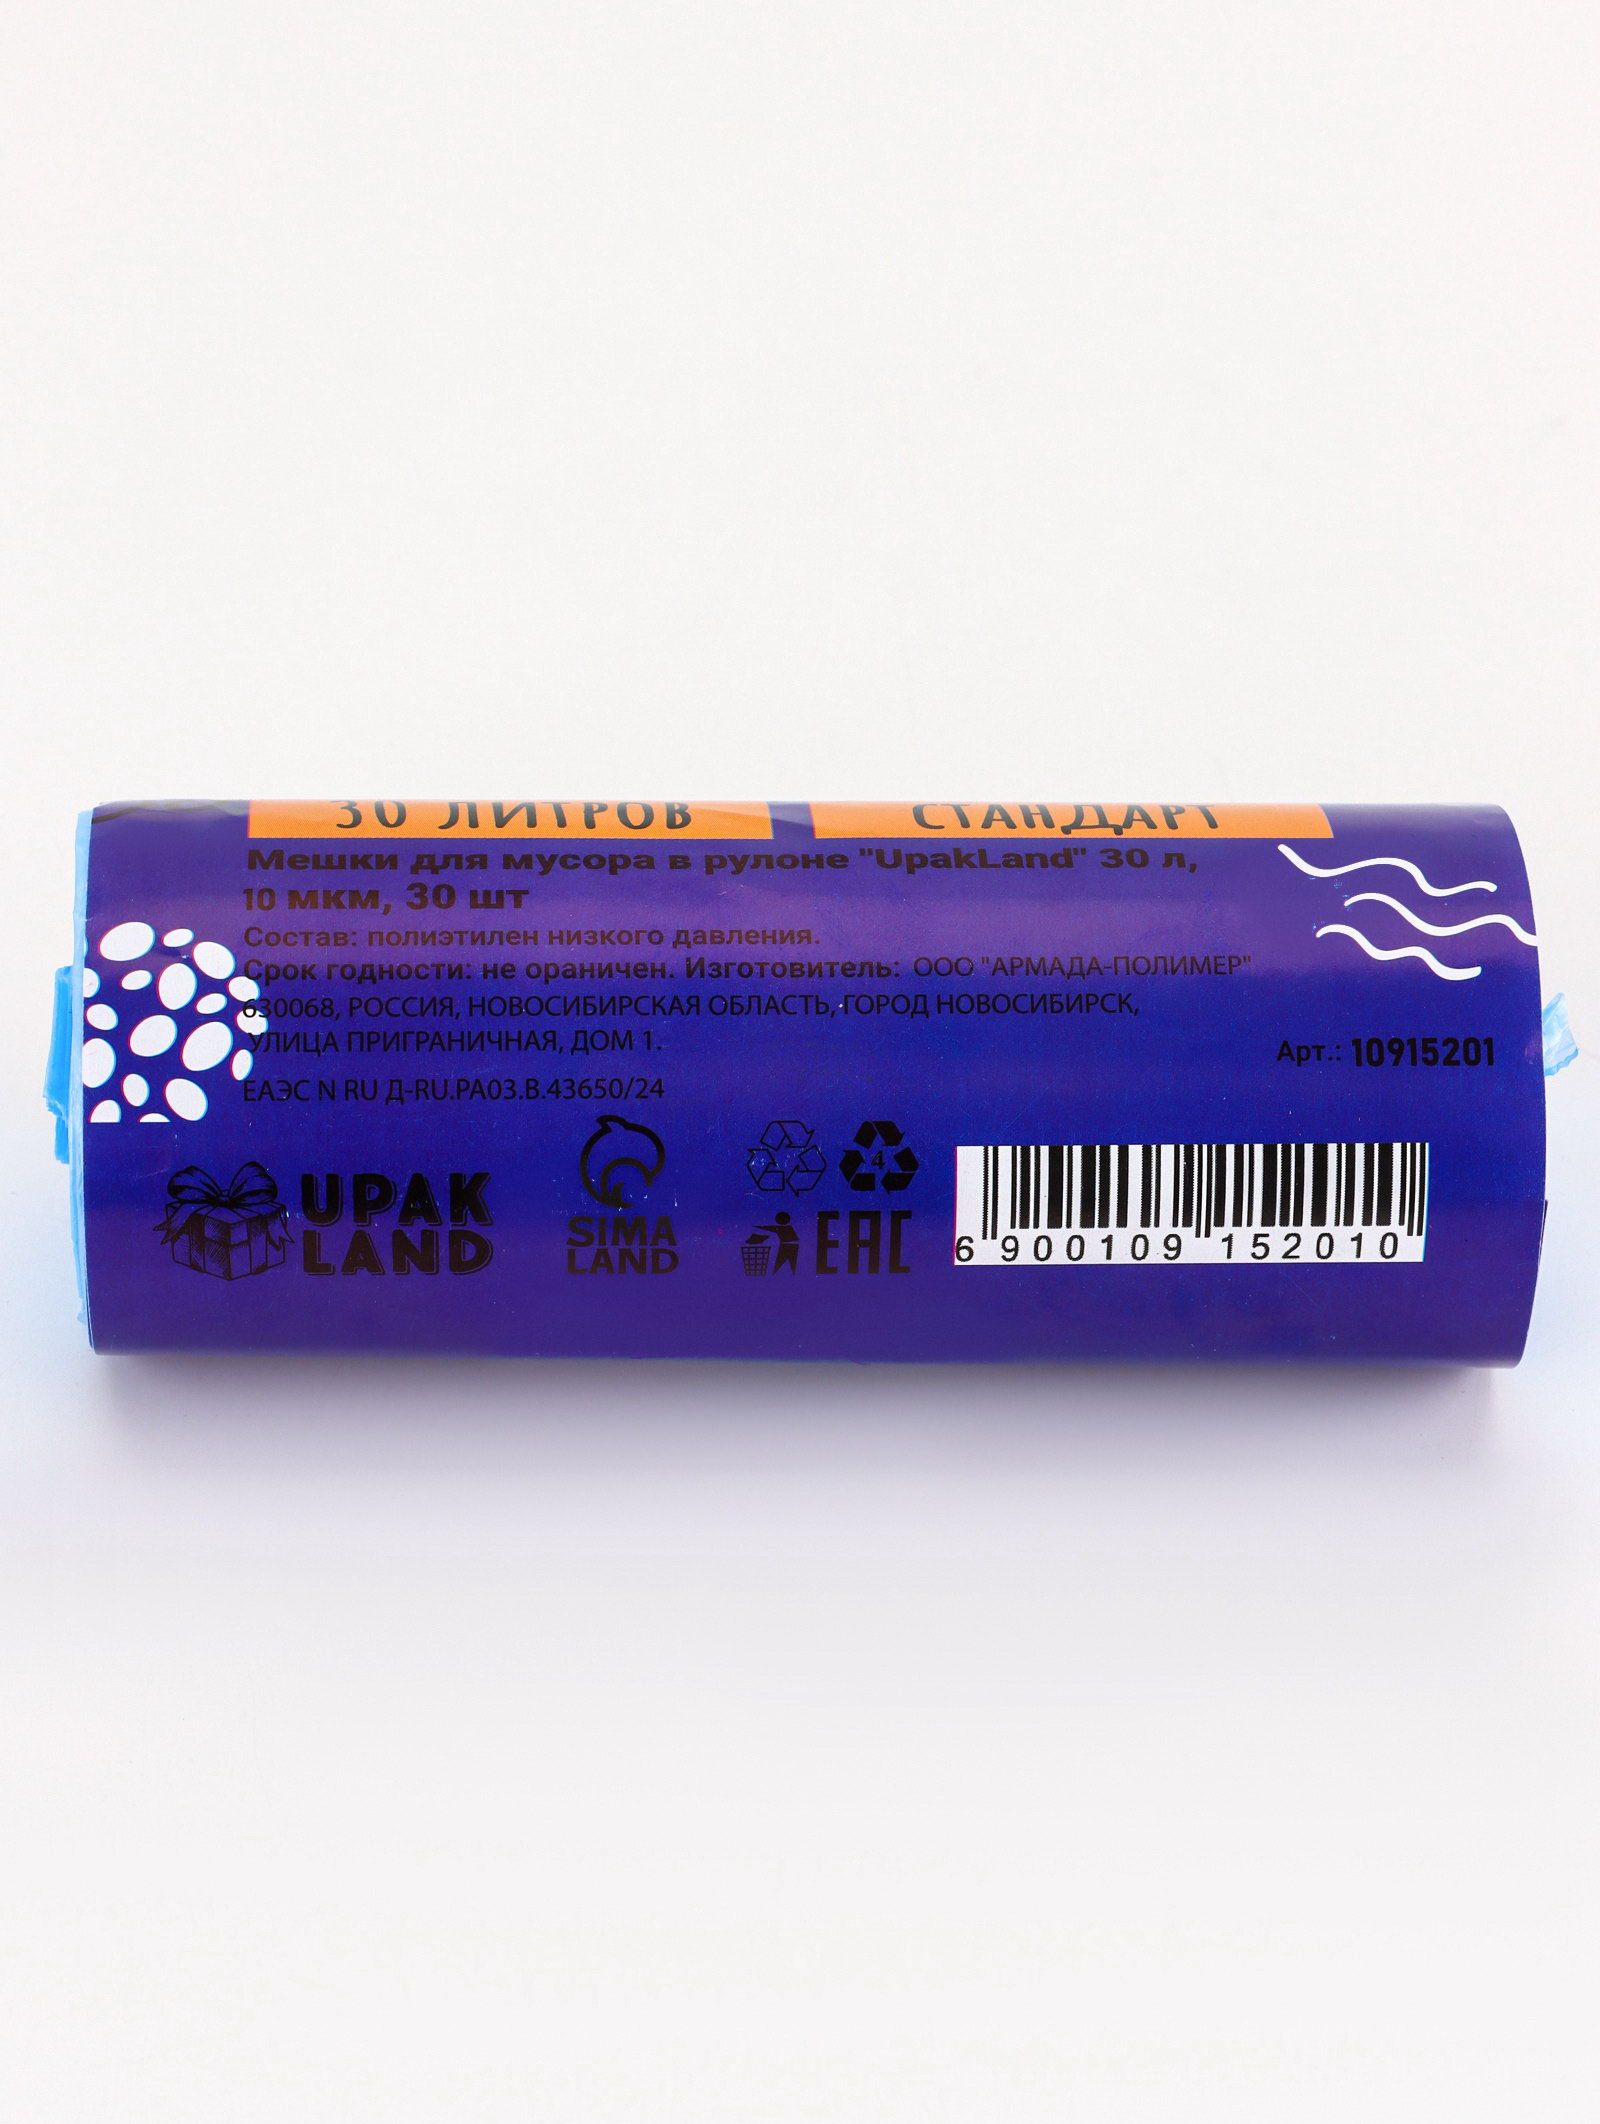 30 ЛИТРОВ СТАНДАРТ
Мешки для мусора в рулоне "UpakLand" 30 л,
10 мкм, 30 шт
Состав: полиэтилен низкого давления.
Срок годности: не ораничен. Изготовитель: ООО "АРМАДА-ПОЛИМЕР"
630068, РОССИЯ, НОВОСИБИРСКАЯ ОБЛАСТЬ, ГОРОД НОВОСИБИРСК,
УЛИЦА ПРИГРАНИЧНАЯ, ДОМ 1.
Арт.: 10915201
ЕАЭС N RU Д-RU.РА03.В.43650/24
UPAK
LAND
SIMA
LAND
4
EAC
6 900109 152010